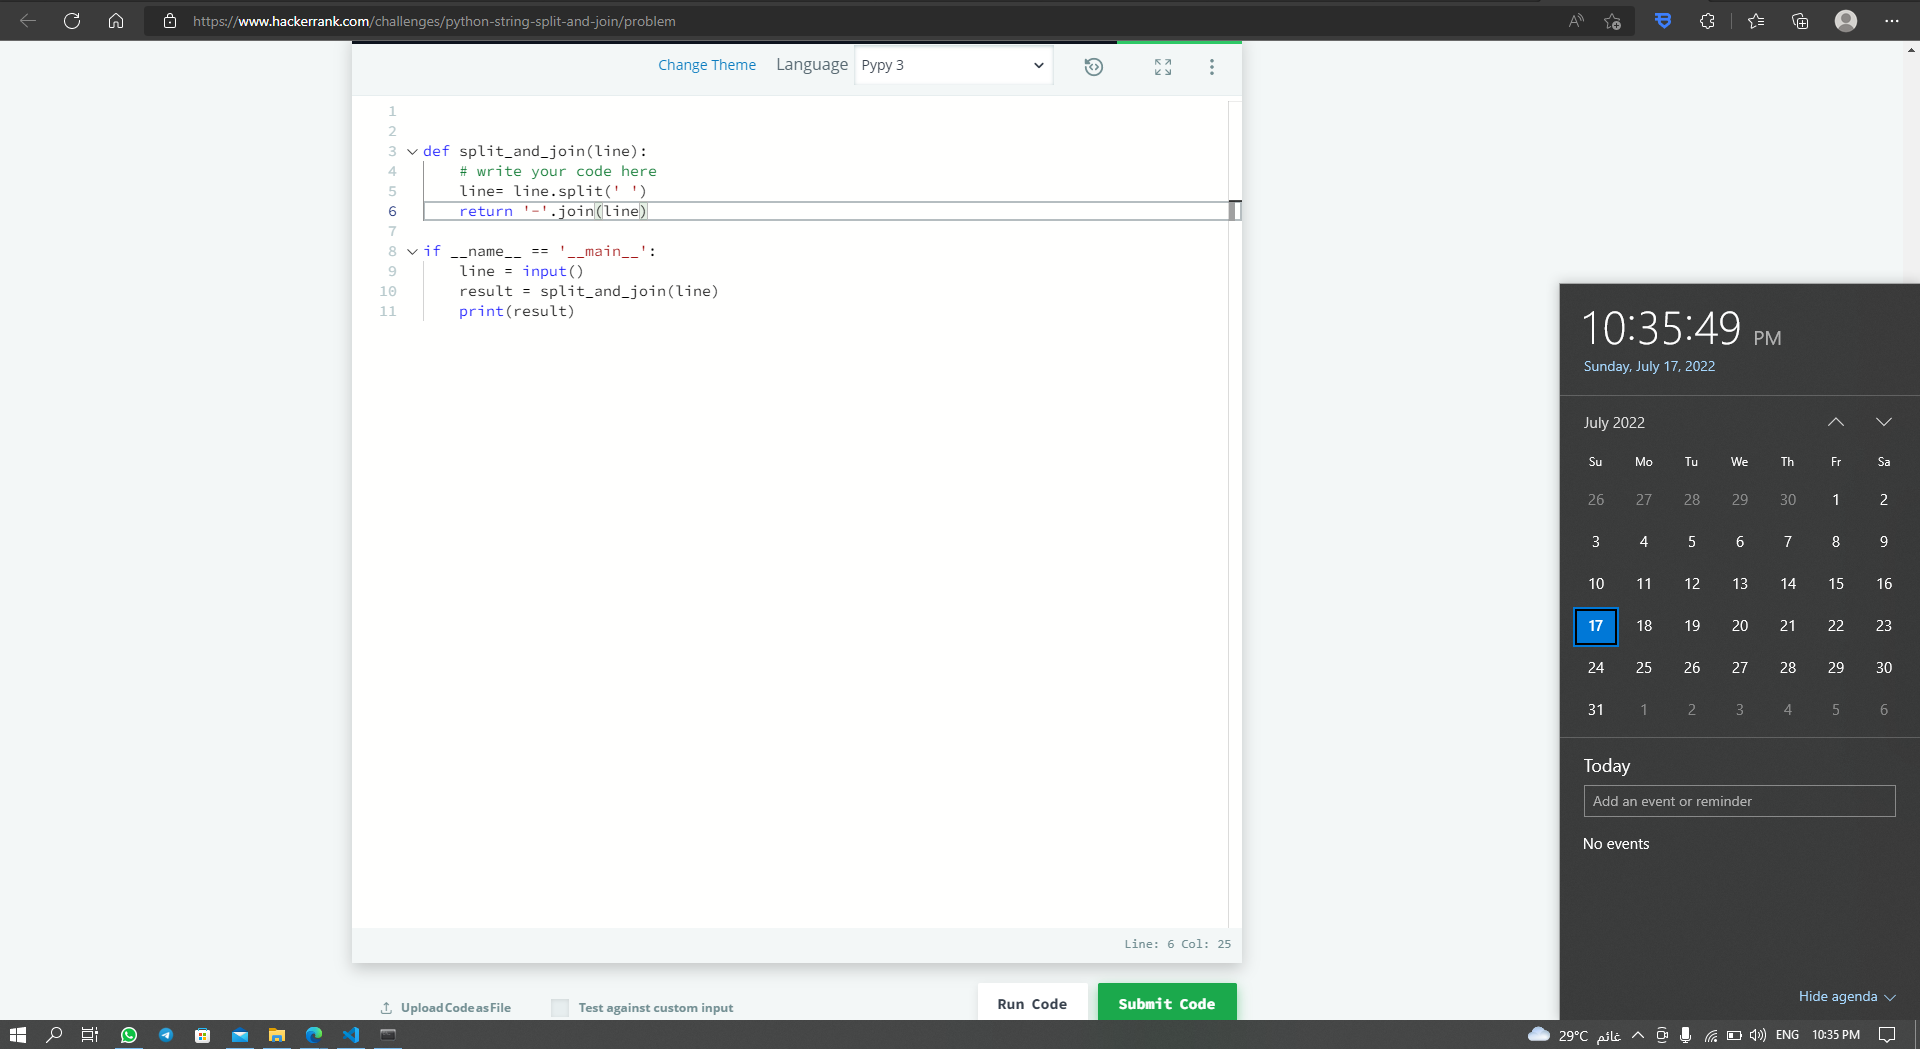 https://www.hackerrank.com/challenges/python-string-split-and-join/problem
Change Theme Language Pypy 3
1
2
3 def split_and_join(line):
4 # write your code here
5 line= line.split(' ')
6 return '-'.join(line)
7
8 if __name__ == '__main__':
9 line = input()
10 result = split_and_join(line)
11 print(result)
Line: 6 Col: 25
Upload Code as File Test against custom input Run Code Submit Code
10:35:49 PM
Sunday, July 17, 2022
July 2022
Su Mo Tu We Th Fr Sa
26 27 28 29 30 1 2
3 4 5 6 7 8 9
10 11 12 13 14 15 16
17 18 19 20 21 22 23
24 25 26 27 28 29 30
31 1 2 3 4 5 6
Today
Add an event or reminder
No events
Hide agenda
29°C غائم ENG 10:35 PM